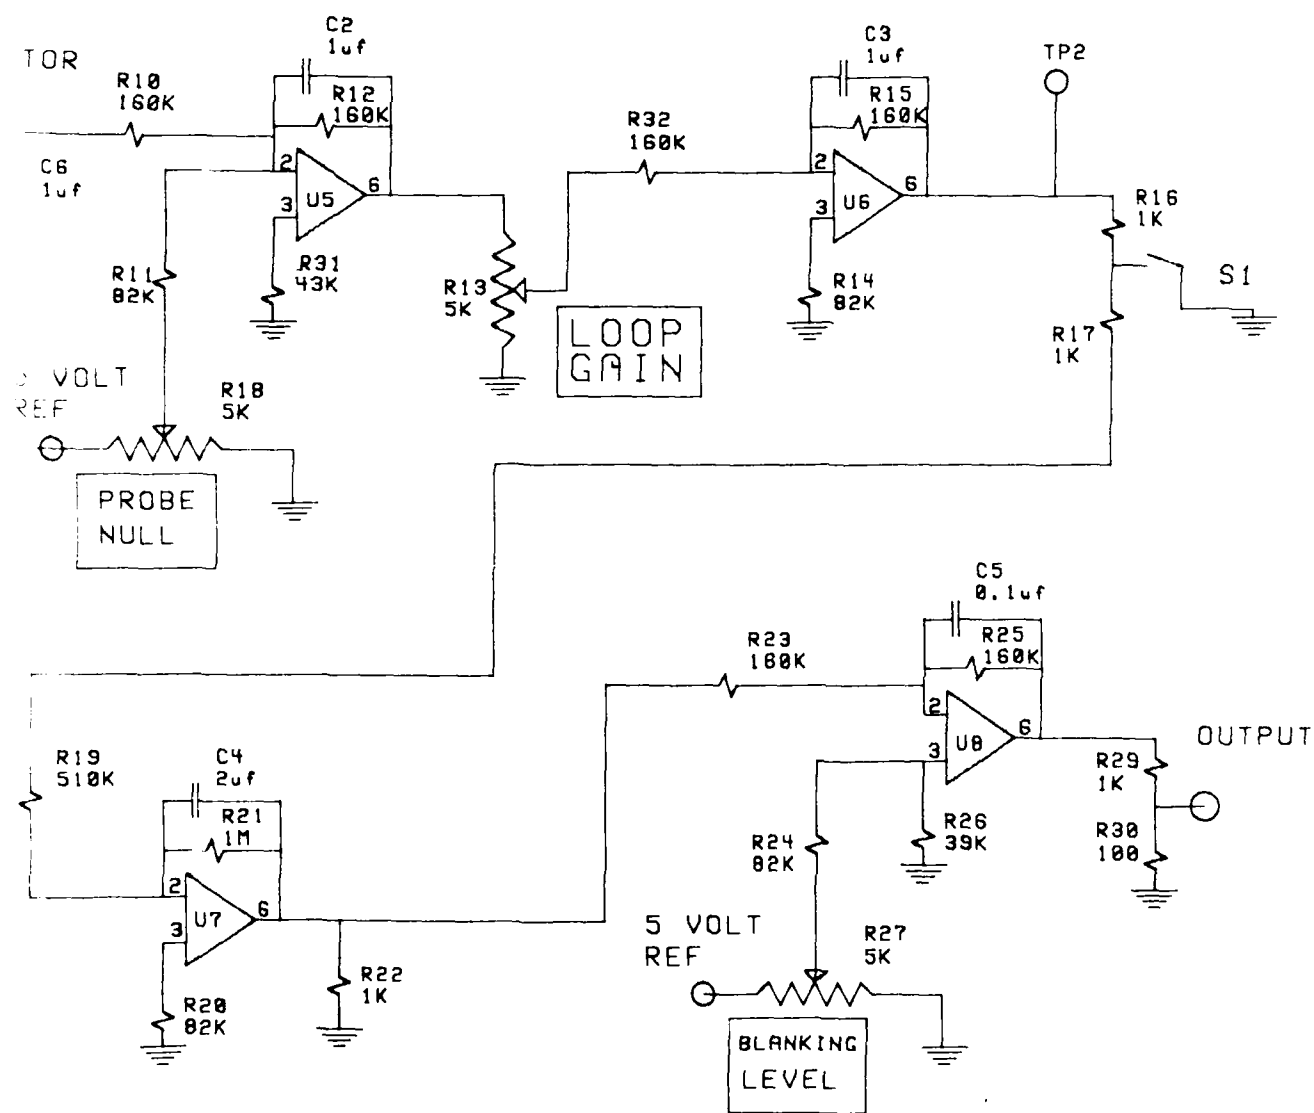 TOR
R10
160K
C2
1uf
R12
160K
C6
1uf
2
3
U5
6
R11
82K
R31
43K
R13
5K
LOOP
GAIN
R32
160K
C3
1uf
R15
160K
2
3
U6
6
R14
82K
TP2
R16
1K
S1
R17
1K
VOLT
REF
R18
5K
PROBE
NULL
R19
510K
C4
2uf
R21
1M
2
3
U7
6
R20
82K
R22
1K
R23
160K
C5
0.1uf
R25
160K
2
3
U8
6
R24
82K
R26
39K
OUTPUT
R29
1K
R30
100
5 VOLT
REF
R27
5K
BLANKING
LEVEL